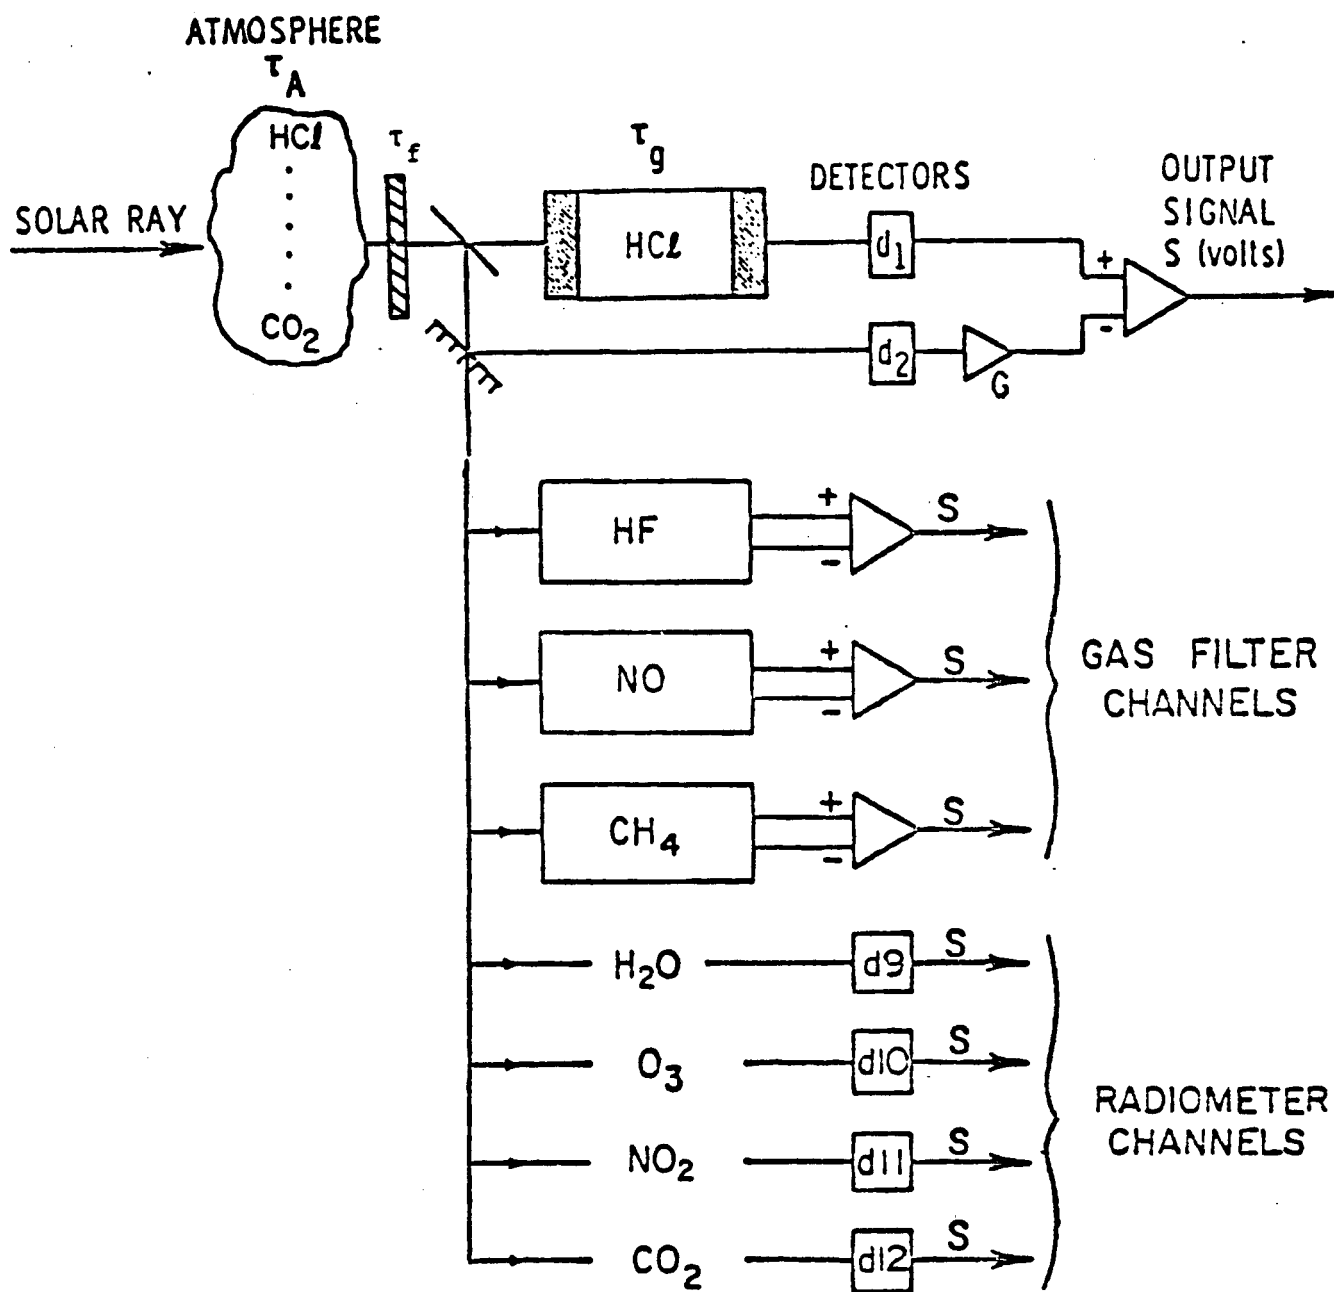 ATMOSPHERE
τA
HCl
CO2
SOLAR RAY
τf
τg
HCl
DETECTORS
d1
d2
G
+
-
OUTPUT
SIGNAL
S (volts)
HF
+
-
S
NO
+
-
S
CH4
+
-
S
GAS FILTER
CHANNELS
H2O
d9
S
O3
d10
S
NO2
d11
S
CO2
d12
S
RADIOMETER
CHANNELS